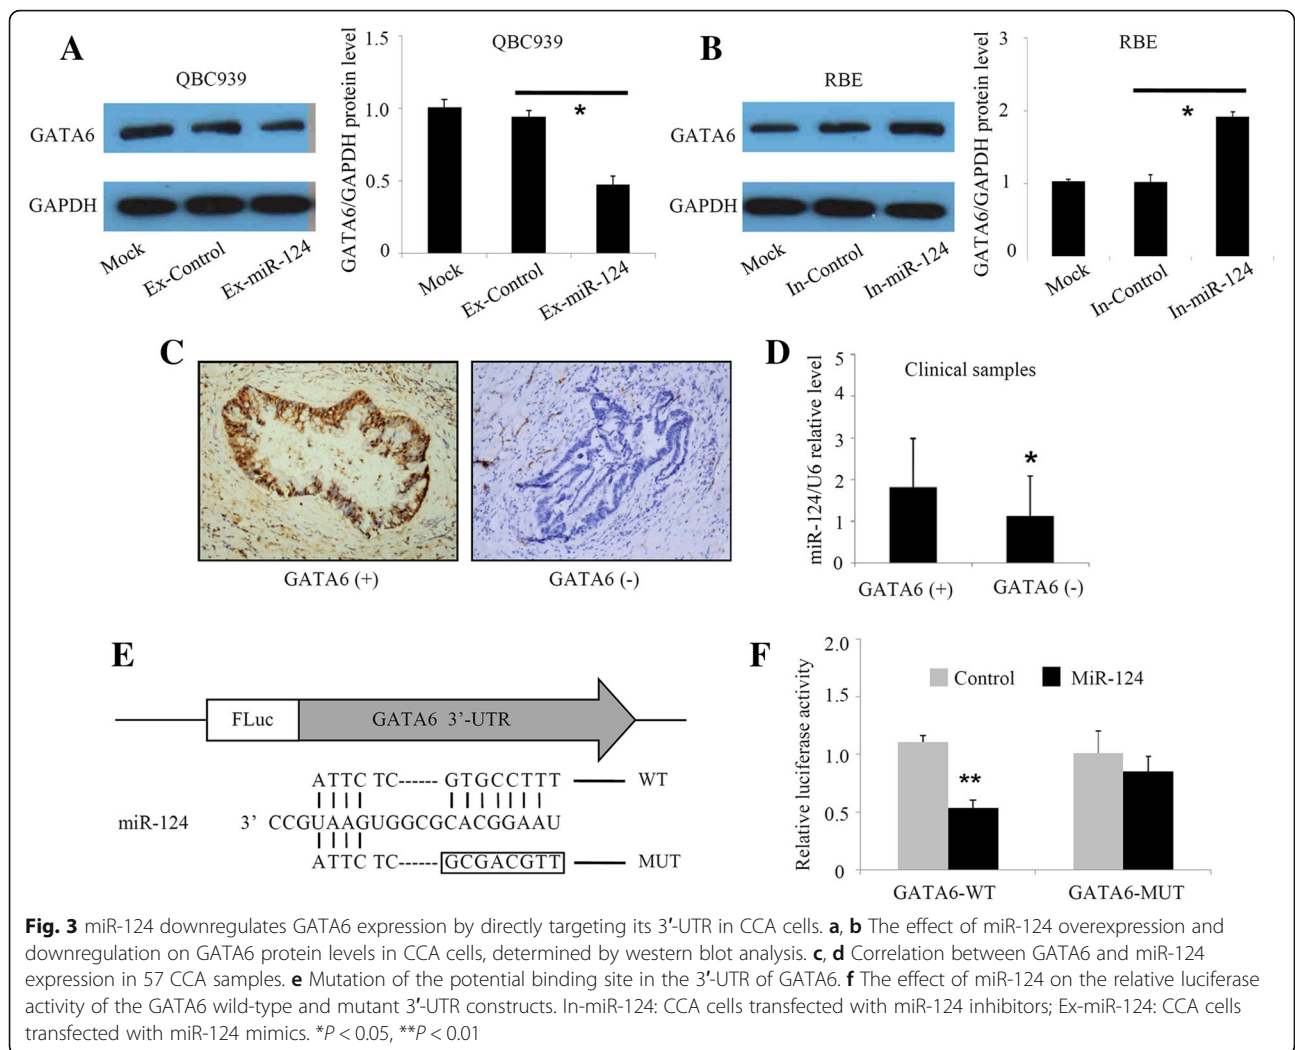 A
QBC939
GATA6
GAPDH
Mock
Ex-Control
Ex-miR-124
QBC939
GATA6/GAPDH protein level
1.5
1.0
0.5
0
*
Mock
Ex-Control
Ex-miR-124
B
RBE
GATA6
GAPDH
Mock
In-Control
In-miR-124
RBE
GATA6/GAPDH protein level
3
2
1
0
*
Mock
In-Control
In-miR-124
C
GATA6 (+)
GATA6 (-)
D
Clinical samples
miR-124/U6 relative level
5
4
3
2
1
0
*
GATA6 (+)
GATA6 (-)
E
FLuc
GATA6 3’-UTR
ATTC TC------ GTGCCTTT WT
miR-124 3’ CCGUAAGUGGCGCACGGAAU
ATTC TC------ GCGACGTT MUT
F
Relative luciferase activity
2.0
1.5
1.0
0.5
0
Control
MiR-124
**
GATA6-WT
GATA6-MUT
Fig. 3 miR-124 downregulates GATA6 expression by directly targeting its 3′-UTR in CCA cells. a, b The effect of miR-124 overexpression and
downregulation on GATA6 protein levels in CCA cells, determined by western blot analysis. c, d Correlation between GATA6 and miR-124
expression in 57 CCA samples. e Mutation of the potential binding site in the 3′-UTR of GATA6. f The effect of miR-124 on the relative luciferase
activity of the GATA6 wild-type and mutant 3′-UTR constructs. In-miR-124: CCA cells transfected with miR-124 inhibitors; Ex-miR-124: CCA cells
transfected with miR-124 mimics. *P < 0.05, **P < 0.01